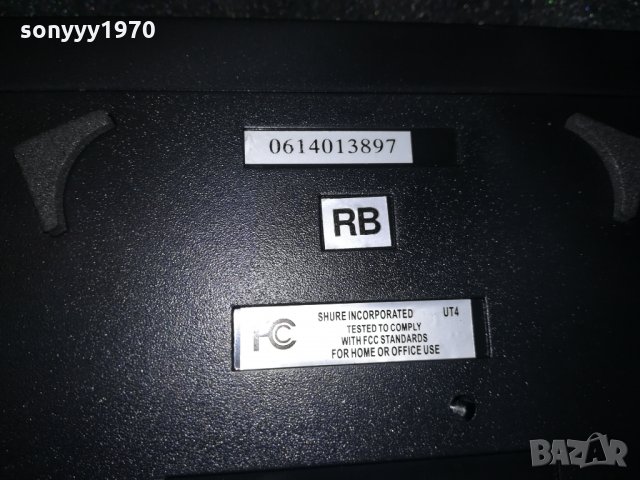 sonyyy1970
0614013897
RB
FC
SHURE INCORPORATED UT4
TESTED TO COMPLY
WITH FCC STANDARDS
FOR HOME OR OFFICE USE
BAZAR